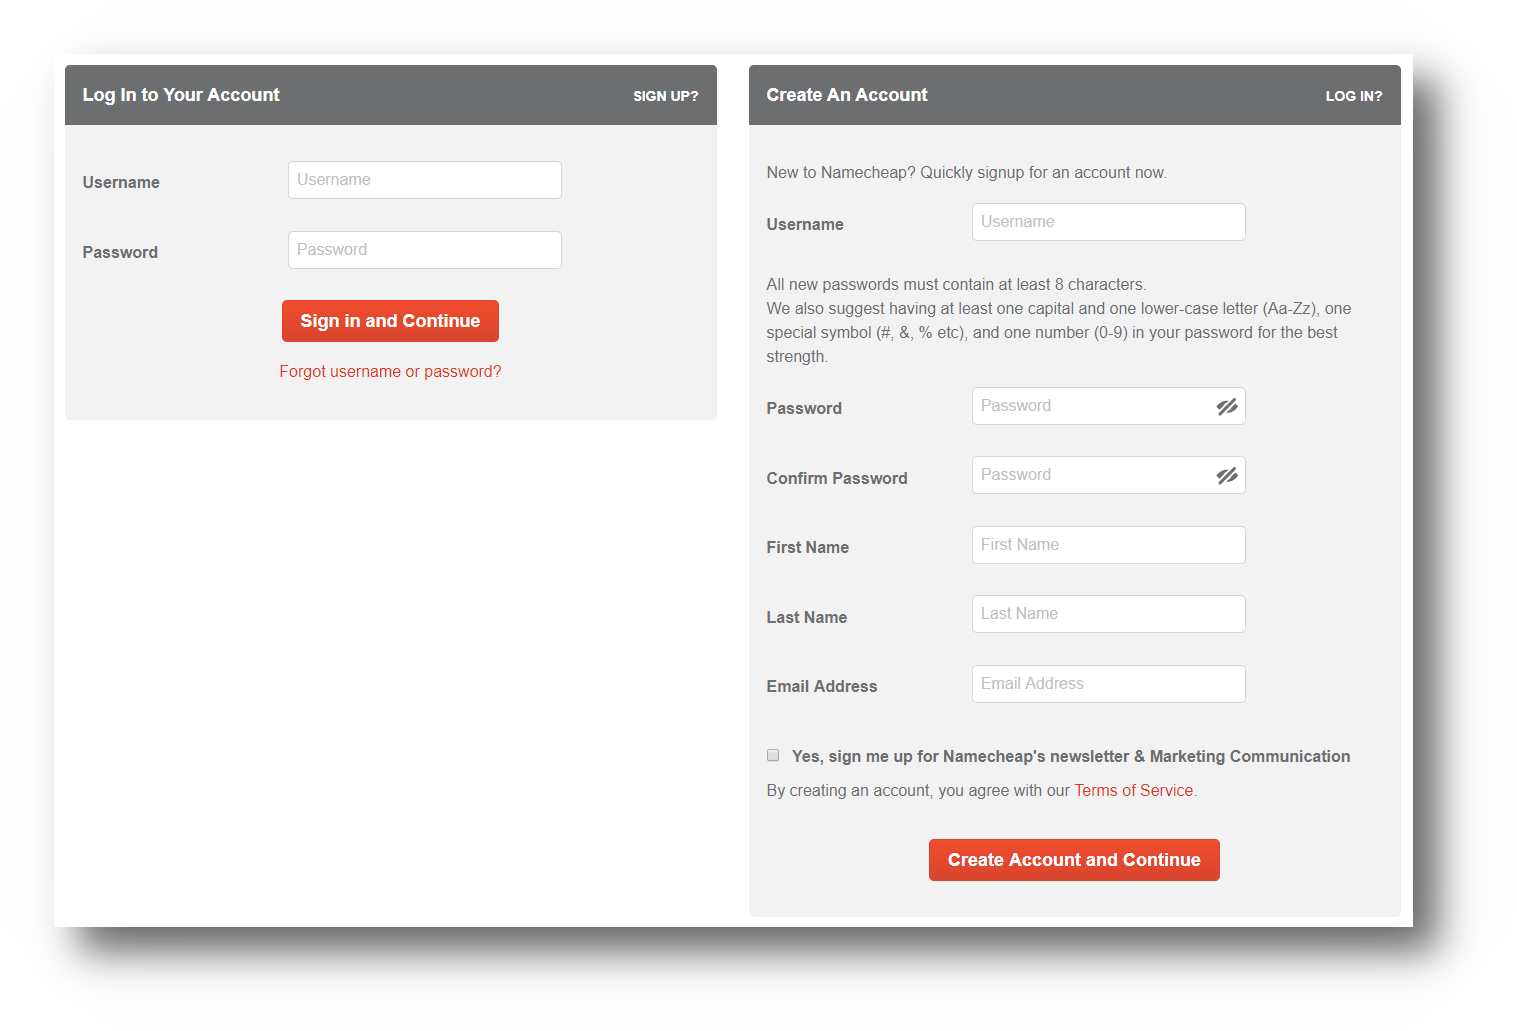 Log In to Your Account
SIGN UP?
Username
Username
Password
Password
Sign in and Continue
Forgot username or password?
Create An Account
LOG IN?
New to Namecheap? Quickly signup for an account now.
Username
Username
All new passwords must contain at least 8 characters.
We also suggest having at least one capital and one lower-case letter (Aa-Zz), one
special symbol (#, &, % etc), and one number (0-9) in your password for the best
strength.
Password
Password
Confirm Password
Password
First Name
First Name
Last Name
Last Name
Email Address
Email Address
Yes, sign me up for Namecheap's newsletter & Marketing Communication
By creating an account, you agree with our Terms of Service.
Create Account and Continue